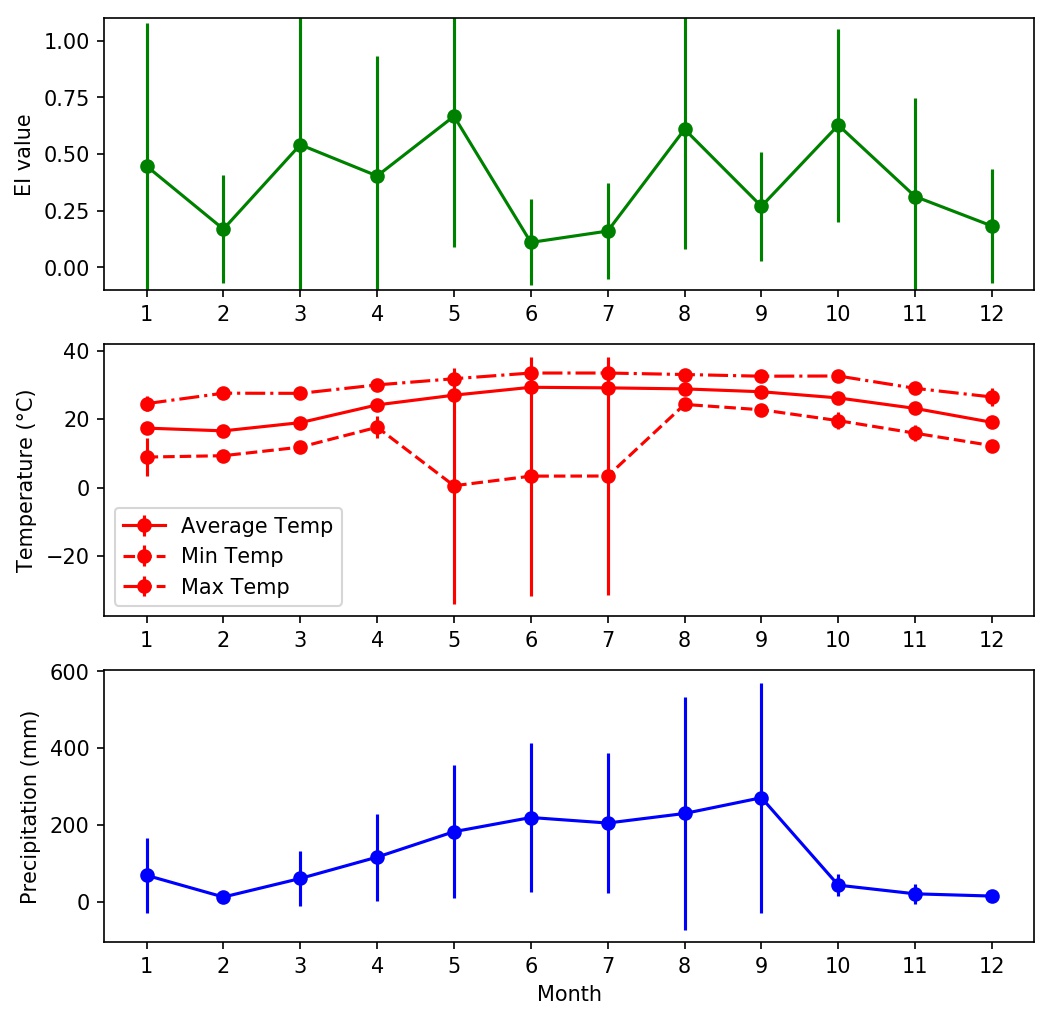 1.00
0.75
0.50
0.25
0.00
EI value
1 2 3 4 5 6 7 8 9 10 11 12
40
20
0
−20
Temperature (°C)
Average Temp
Min Temp
Max Temp
1 2 3 4 5 6 7 8 9 10 11 12
600
400
200
0
Precipitation (mm)
1 2 3 4 5 6 7 8 9 10 11 12
Month